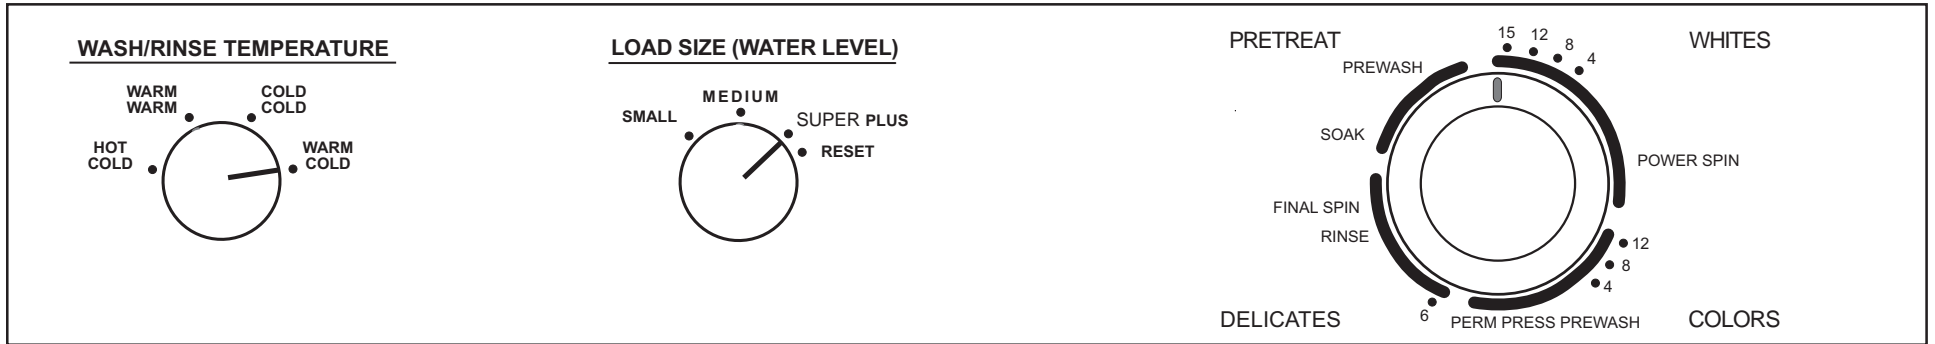 WASH/RINSE TEMPERATURE
WARM
WARM
COLD
COLD
HOT
COLD
WARM
COLD
LOAD SIZE (WATER LEVEL)
SMALL
MEDIUM
SUPER PLUS
RESET
PRETREAT
WHITES
15
12
8
4
PREWASH
SOAK
POWER SPIN
FINAL SPIN
RINSE
12
8
4
6
PERM PRESS PREWASH
DELICATES
COLORS